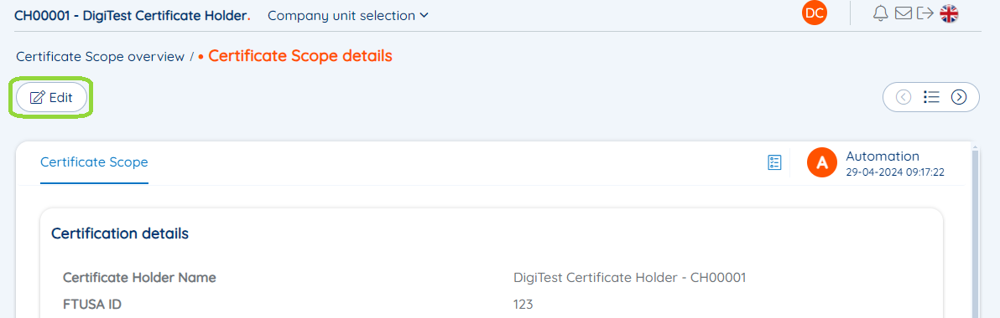 CH00001 - DigiTest Certificate Holder. Company unit selection DC
Certificate Scope overview / • Certificate Scope details
Edit
Certificate Scope
A Automation
29-04-2024 09:17:22
Certification details
Certificate Holder Name DigiTest Certificate Holder - CH00001
FTUSA ID 123